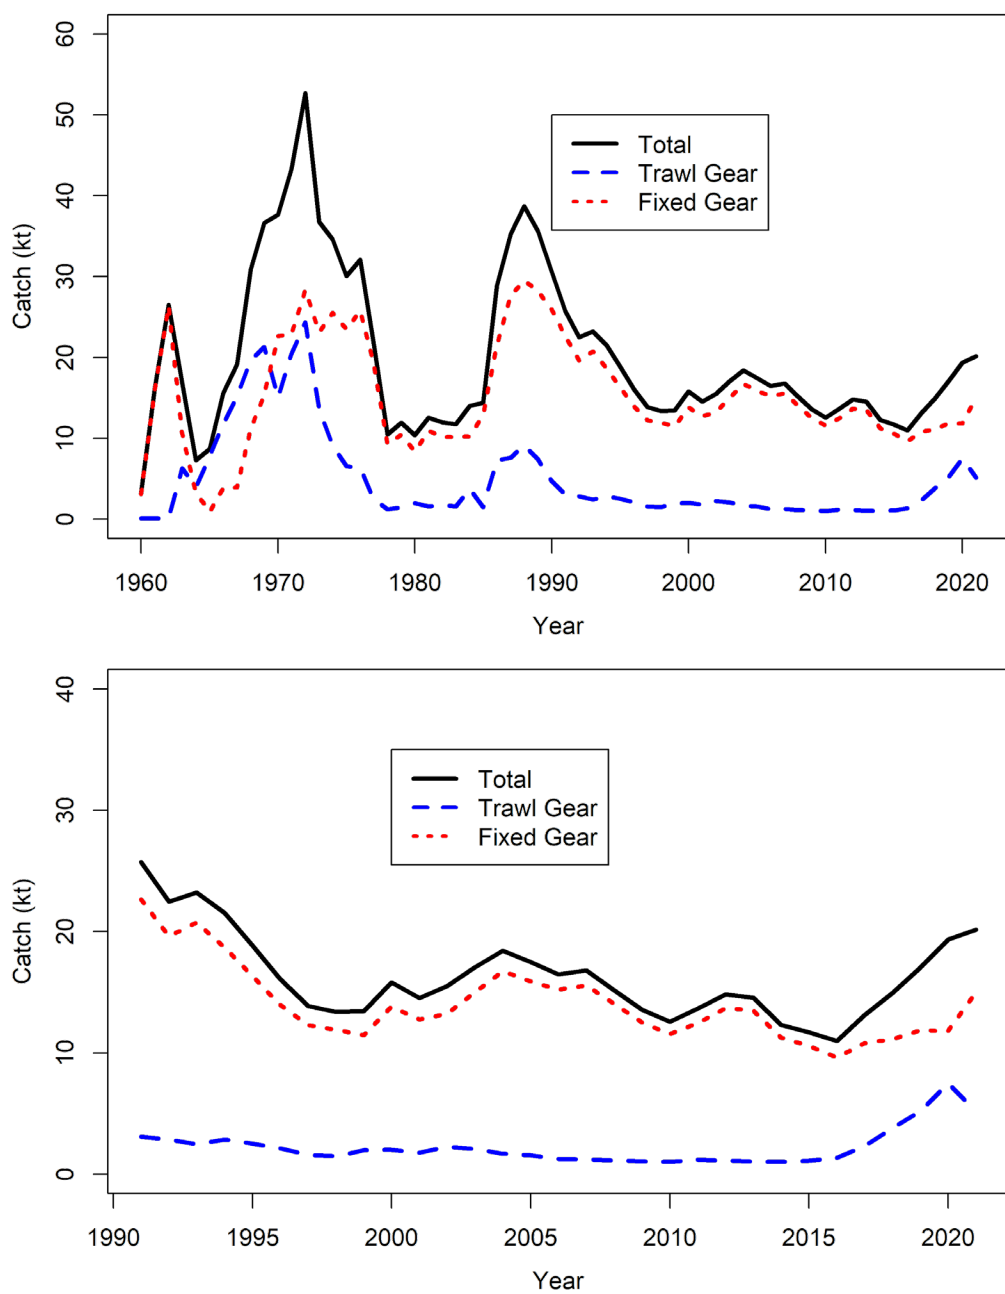 60
50
40
30
20
10
0
Catch (kt)
Total
Trawl Gear
Fixed Gear
1960 1970 1980 1990 2000 2010 2020
Year
40
30
20
10
0
Catch (kt)
Total
Trawl Gear
Fixed Gear
1990 1995 2000 2005 2010 2015 2020
Year